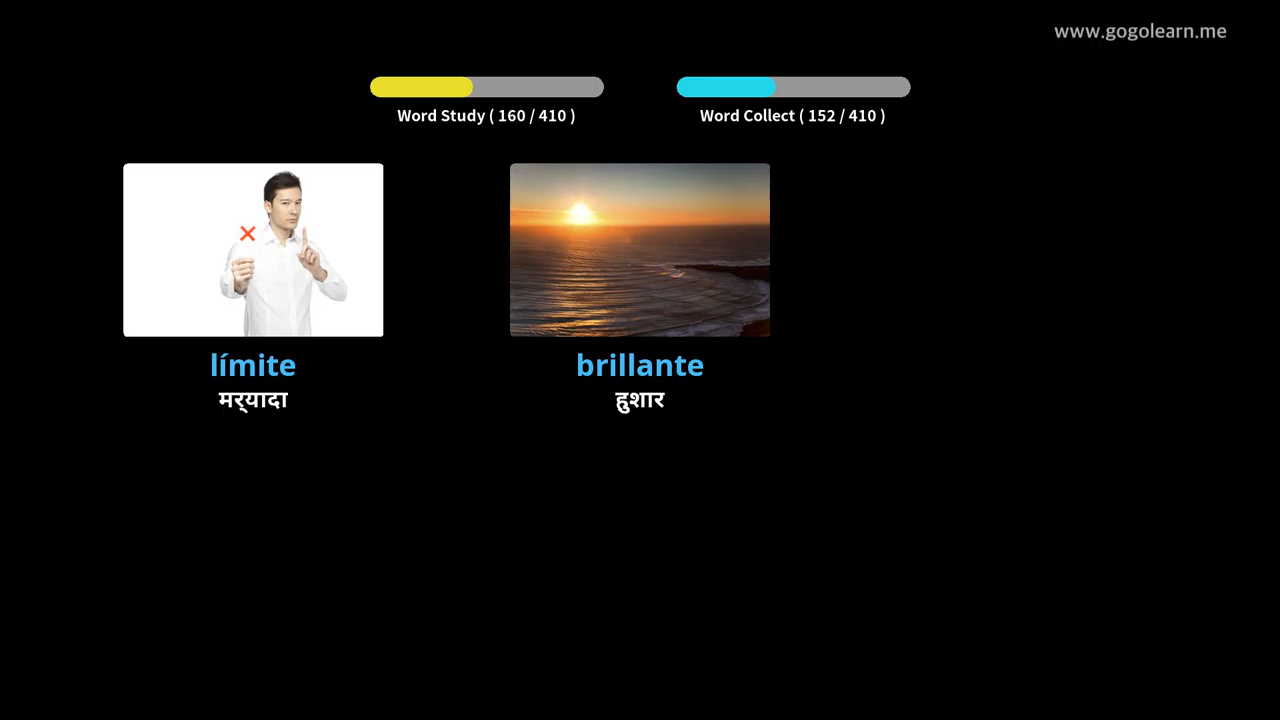 www.gogolearn.me
Word Study ( 160 / 410 )
Word Collect ( 152 / 410 )
límite
brillante
मर्‍यादा
हुशार